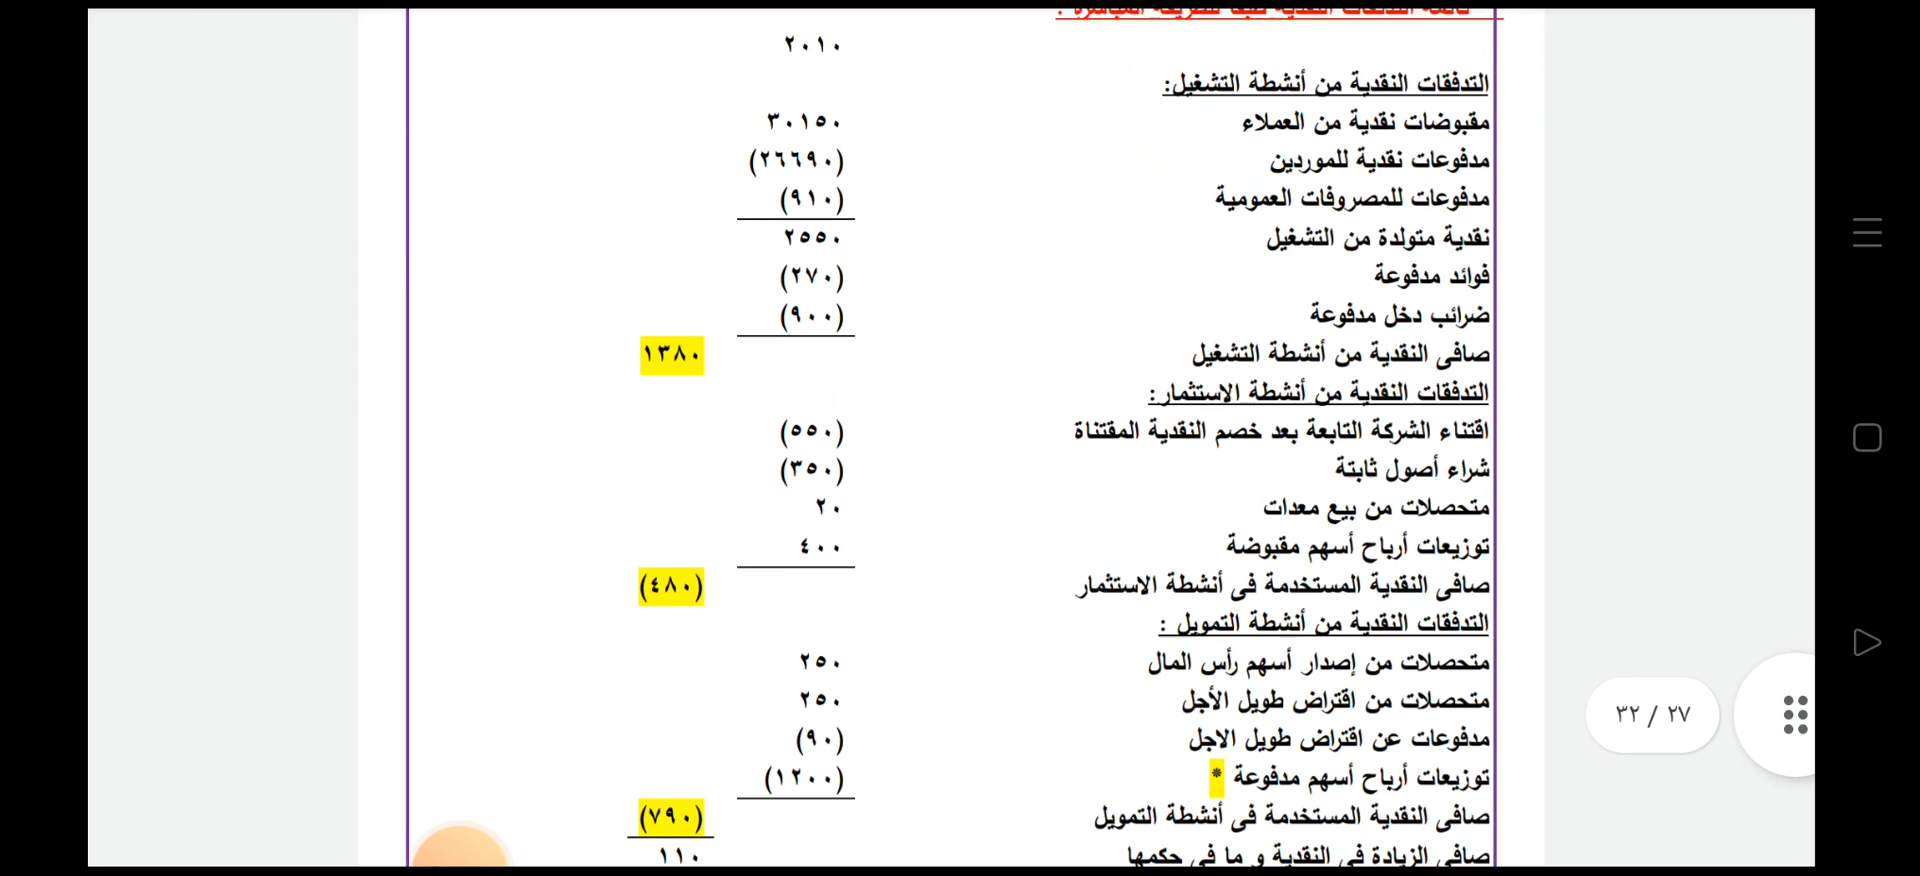 قائمة التدفقات النقدية طبقا للطريقة المباشرة :
٢٠١٠
التدفقات النقدية من أنشطة التشغيل:
مقبوضات نقدية من العملاء ٣٠١٥٠
مدفوعات نقدية للموردين (٢٦٦٩٠)
مدفوعات للمصروفات العمومية (٩١٠)
نقدية متولدة من التشغيل ٢٥٥٠
فوائد مدفوعة (٢٧٠)
ضرائب دخل مدفوعة (٩٠٠)
صافى النقدية من أنشطة التشغيل ١٣٨٠
التدفقات النقدية من أنشطة الاستثمار:
اقتناء الشركة التابعة بعد خصم النقدية المقتناة (٥٥٠)
شراء أصول ثابتة (٣٥٠)
متحصلات من بيع معدات ٢٠
توزيعات أرباح أسهم مقبوضة ٤٠٠
صافى النقدية المستخدمة فى أنشطة الاستثمار (٤٨٠)
التدفقات النقدية من أنشطة التمويل :
متحصلات من إصدار أسهم رأس المال ٢٥٠
متحصلات من اقتراض طويل الأجل ٢٥٠
مدفوعات عن اقتراض طويل الاجل (٩٠)
توزيعات أرباح أسهم مدفوعة * (١٢٠٠)
صافى النقدية المستخدمة فى أنشطة التمويل (٧٩٠)
صافى الزيادة فى النقدية و ما فى حكمها ١١٠
٢٧ / ٣٢